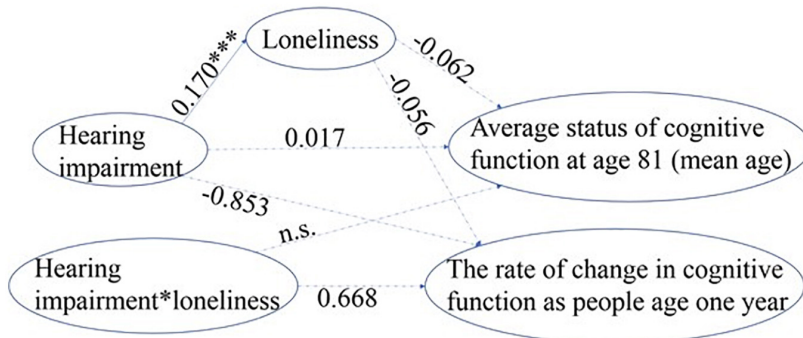 Loneliness
0.170***
-0.062
-0.056
Hearing
impairment
0.017
Average status of cognitive
function at age 81 (mean age)
-0.853
n.s.
Hearing
impairment*loneliness
0.668
The rate of change in cognitive
function as people age one year